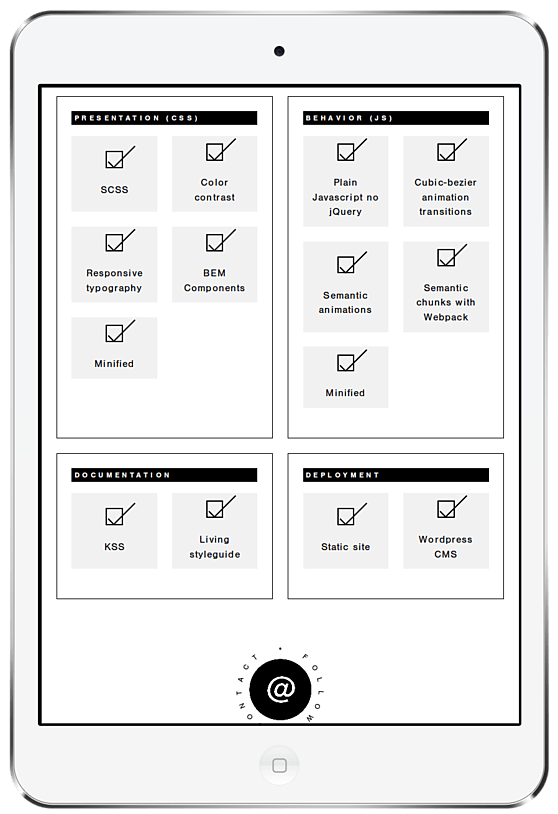 PRESENTATION (CSS)
SCSS
Color
contrast
Responsive
typography
BEM
Components
Minified
BEHAVIOR (JS)
Plain
Javascript no
jQuery
Cubic-bezier
animation
transitions
Semantic
animations
Semantic
chunks with
Webpack
Minified
DOCUMENTATION
KSS
Living
styleguide
DEPLOYMENT
Static site
Wordpress
CMS
ONTACT • FOLLOW
@